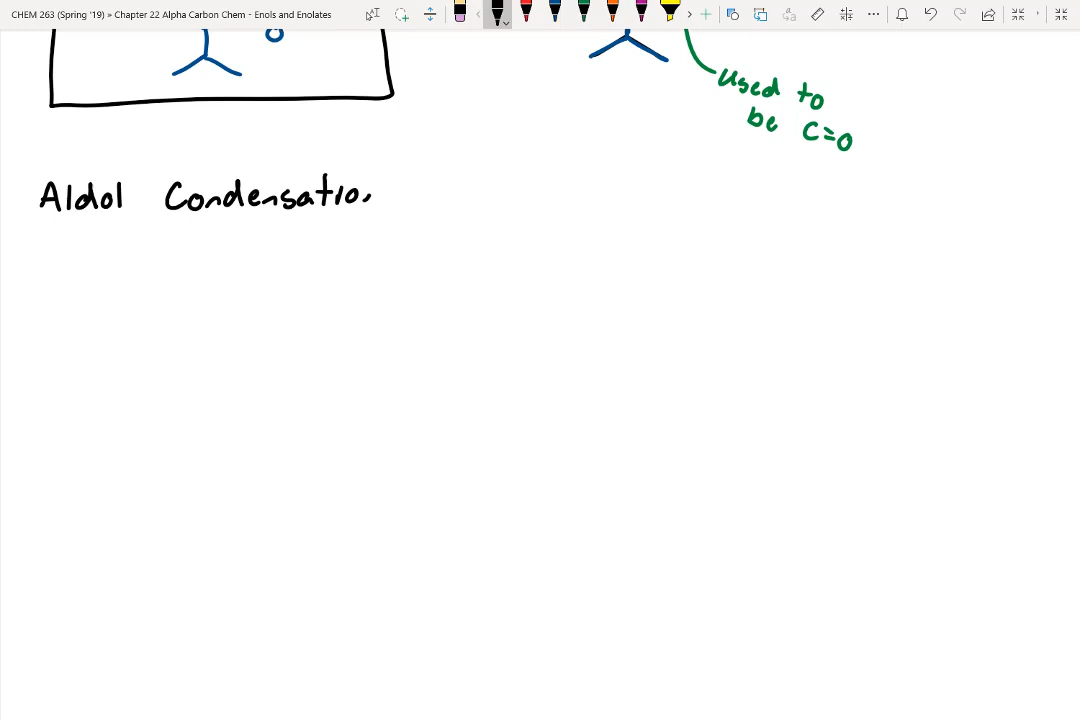 CHEM 263 (Spring '19) » Chapter 22 Alpha Carbon Chem - Enols and Enolates
O
used to
be C=O
Aldol Condensatio